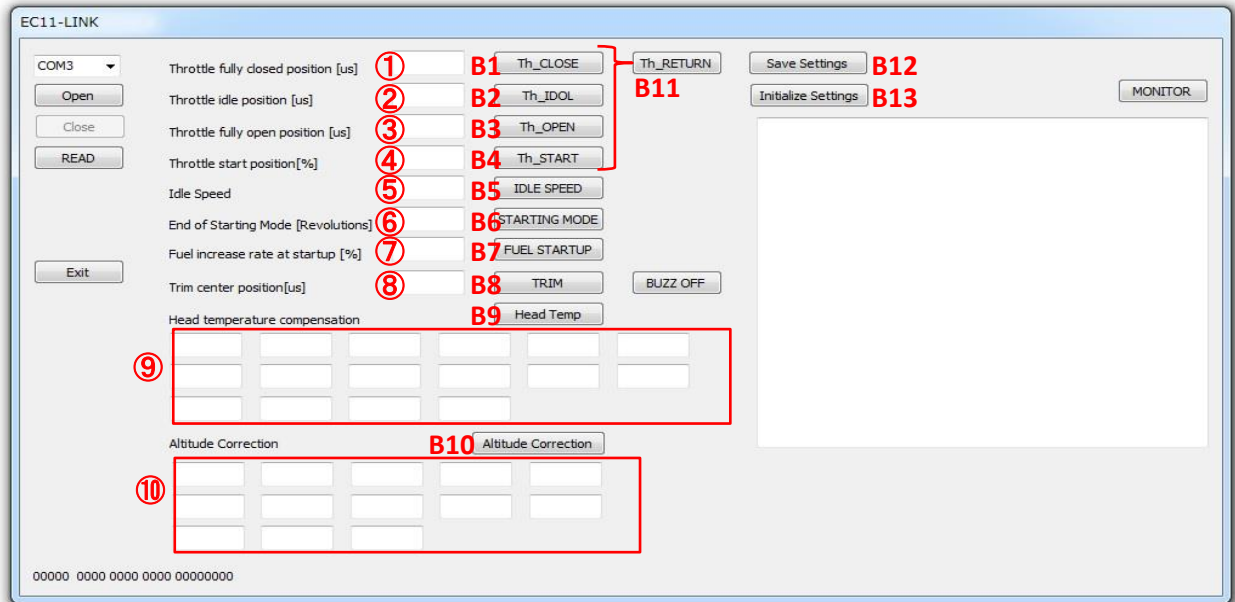 EC11-LINK
COM3
Throttle fully closed position [us] ① B1 Th_CLOSE Th_RETURN Save Settings B12
Open Throttle idle position [us] ② B2 Th_IDOL B11 Initialize Settings B13 MONITOR
Close Throttle fully open position [us] ③ B3 Th_OPEN
READ Throttle start position[%] ④ B4 Th_START
Idle Speed ⑤ B5 IDLE SPEED
End of Starting Mode [Revolutions] ⑥ B6 STARTING MODE
Fuel increase rate at startup [%] ⑦ B7 FUEL STARTUP
Exit
Trim center position[us] ⑧ B8 TRIM BUZZ OFF
Head temperature compensation B9 Head Temp
⑨
Altitude Correction B10 Altitude Correction
⑩
00000 0000 0000 0000 00000000